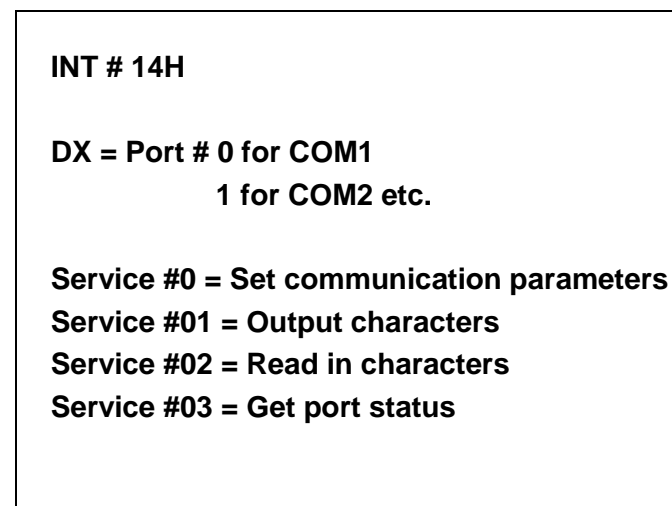 INT # 14H
DX = Port # 0 for COM1
1 for COM2 etc.
Service #0 = Set communication parameters
Service #01 = Output characters
Service #02 = Read in characters
Service #03 = Get port status